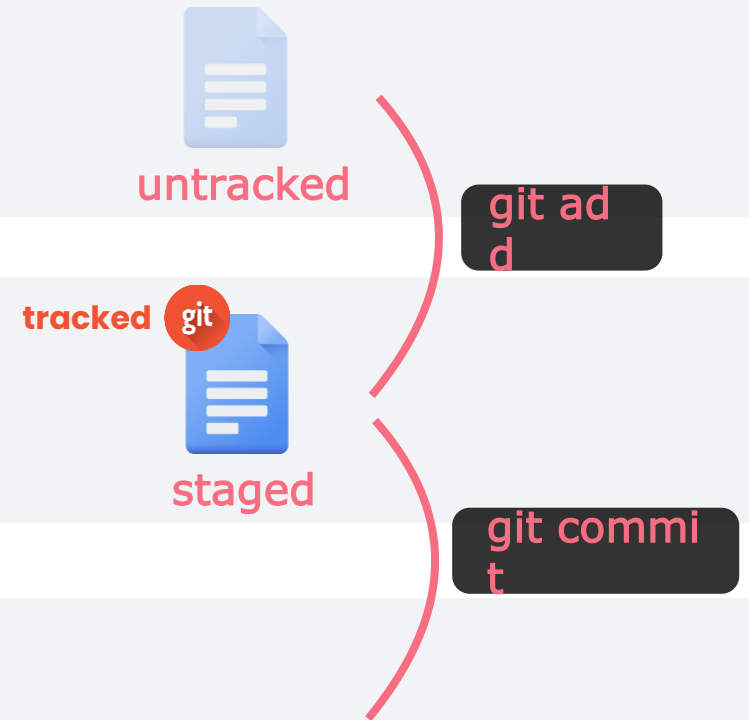 untracked
git ad
d
tracked
git
staged
git commi
t